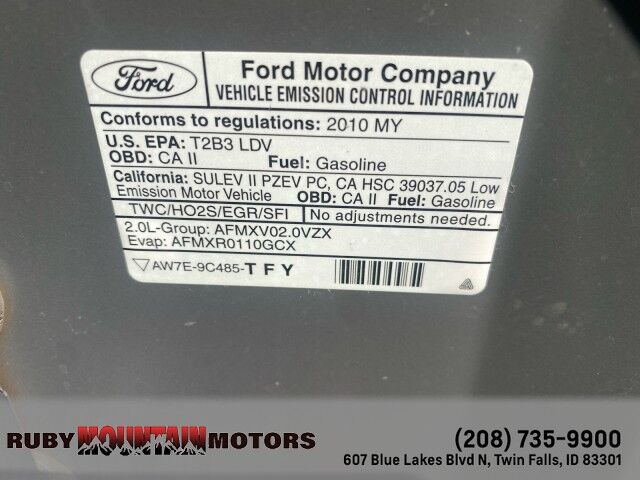 Ford
Ford Motor Company
VEHICLE EMISSION CONTROL INFORMATION
Conforms to regulations: 2010 MY
U.S. EPA: T2B3 LDV
OBD: CA II Fuel: Gasoline
California: SULEV II PZEV PC, CA HSC 39037.05 Low
Emission Motor Vehicle OBD: CA II Fuel: Gasoline
TWC/HO2S/EGR/SFI No adjustments needed.
2.0L-Group: AFMXV02.0VZX
Evap: AFMXR0110GCX
AW7E-9C485-TFY
RUBY MOUNTAIN MOTORS
(208) 735-9900
607 Blue Lakes Blvd N, Twin Falls, ID 83301